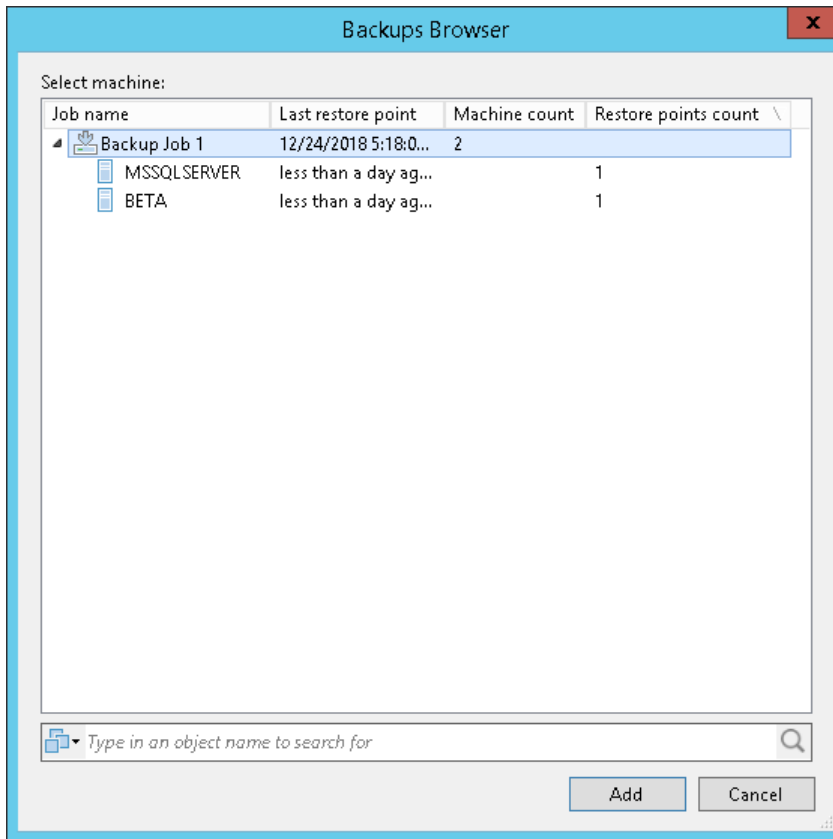 Backups Browser
x
Select machine:
Job name Last restore point Machine count Restore points count
Backup Job 1 12/24/2018 5:18:0... 2
MSSQLSERVER less than a day ag... 1
BETA less than a day ag... 1
Type in an object name to search for
Add Cancel